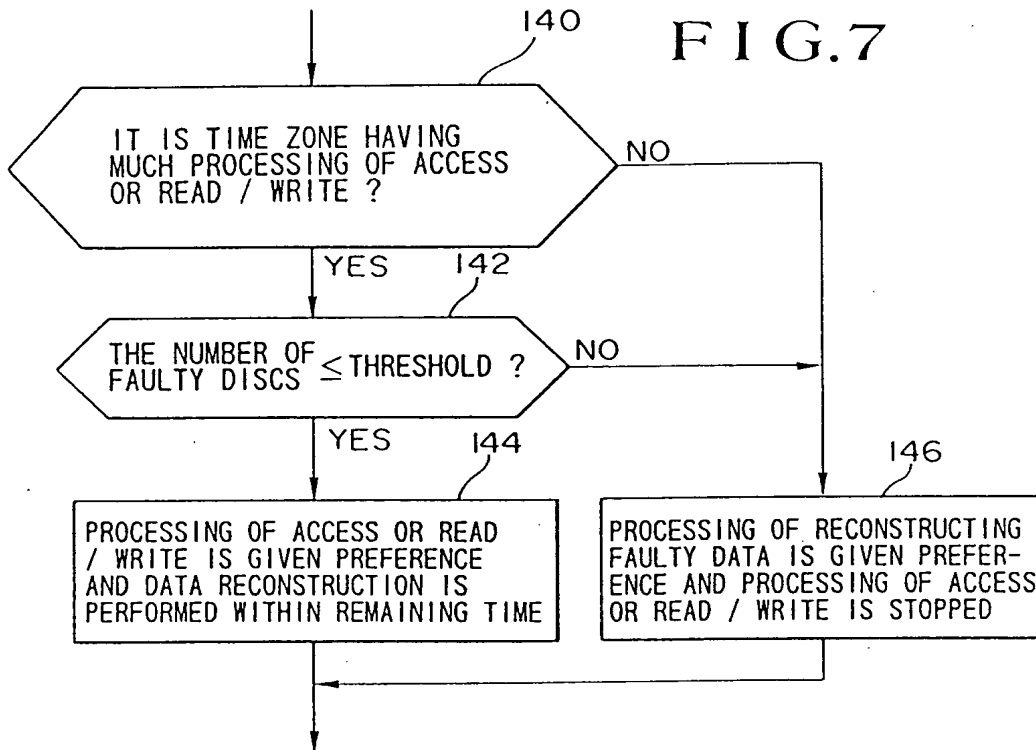 140
FIG.7
IT IS TIME ZONE HAVING
MUCH PROCESSING OF ACCESS
OR READ / WRITE ?
NO
YES
142
THE NUMBER OF
FAULTY DISCS ≤ THRESHOLD ?
NO
YES
144
146
PROCESSING OF ACCESS OR READ
/ WRITE IS GIVEN PREFERENCE
AND DATA RECONSTRUCTION IS
PERFORMED WITHIN REMAINING TIME
PROCESSING OF RECONSTRUCTING
FAULTY DATA IS GIVEN PREFER-
ENCE AND PROCESSING OF ACCESS
OR READ / WRITE IS STOPPED